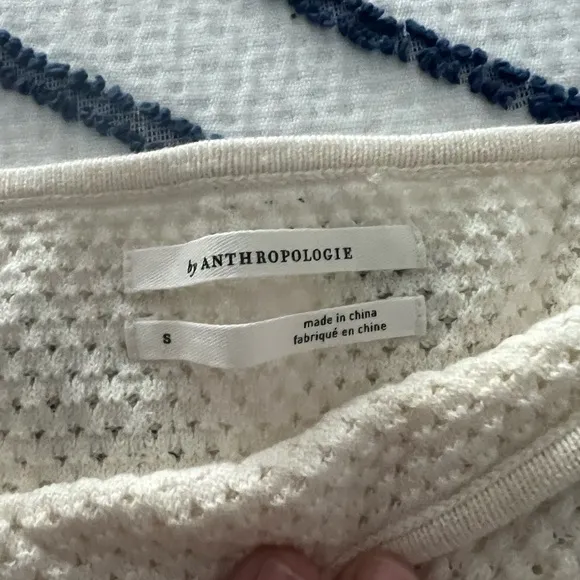 by ANTHROPOLOGIE
S
made in china
fabriqué en chine